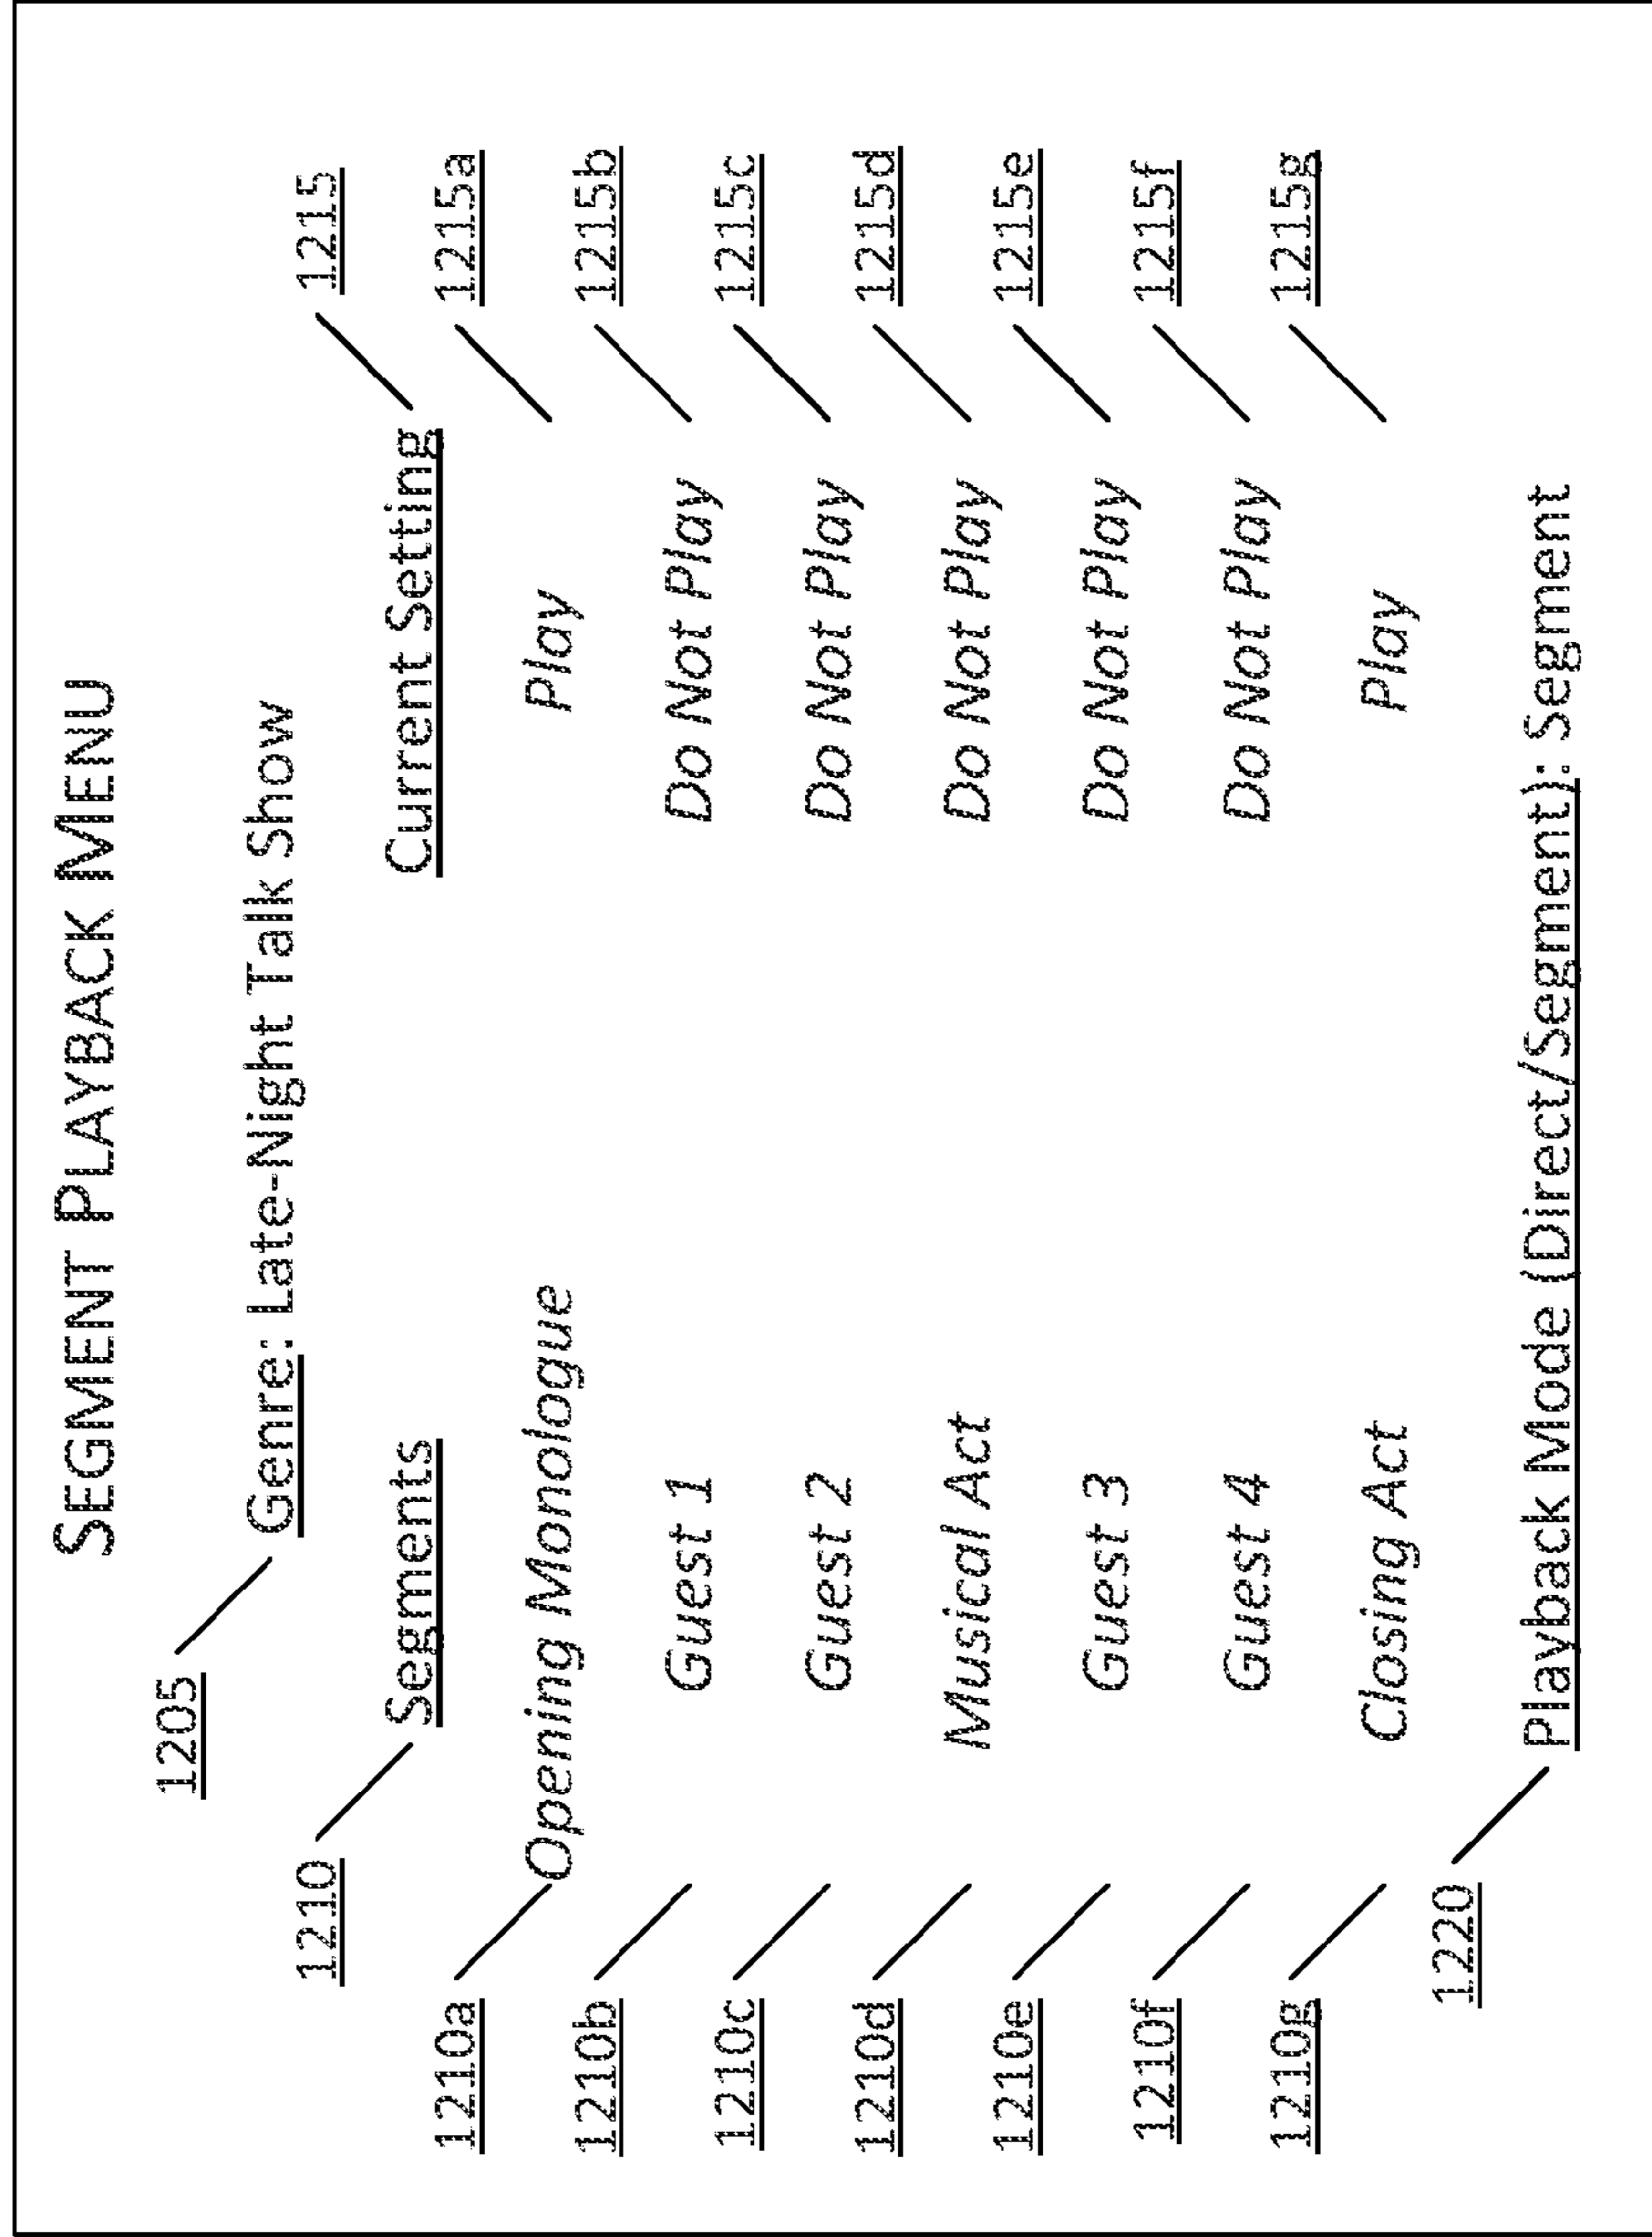 SEGMENT PLAYBACK MENU
1205
Genre: Late-Night Talk Show
1210 1215
Segments Current Setting
1210a 1215a
Opening Monologue Play
1210b 1215b
Guest 1 Do Not Play
1210c 1215c
Guest 2 Do Not Play
1210d 1215d
Musical Act Do Not Play
1210e 1215e
Guest 3 Do Not Play
1210f 1215f
Guest 4 Do Not Play
1210g 1215g
Closing Act Play
1220
Playback Mode (Direct/Segment): Segment